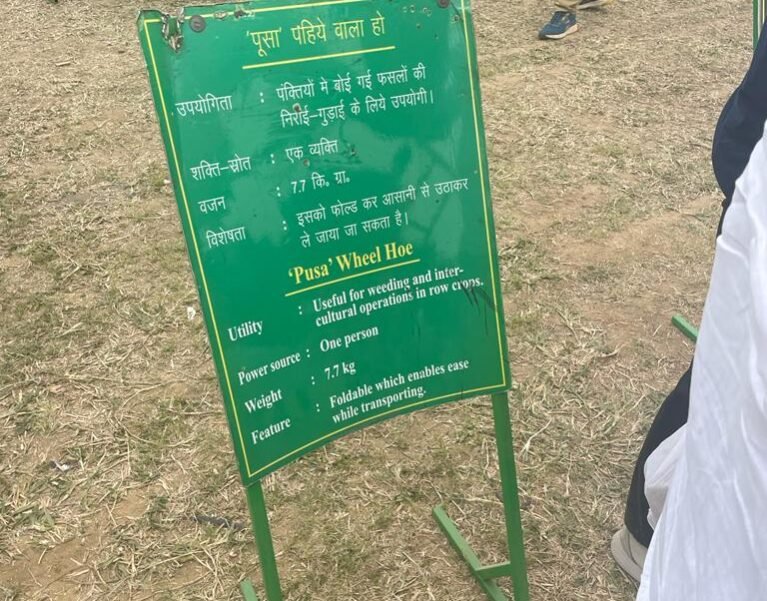 'पूसा' पहिये वाला हो
उपयोगिता : पंक्तियों मे बोई गई फसलों की
निराई-गुड़ाई के लिये उपयोगी।
शक्ति-स्रोत : एक व्यक्ति
वजन : 7.7 कि. ग्रा.
विशेषता : इसको फोल्ड कर आसानी से उठाकर
ले जाया जा सकता है।
'Pusa' Wheel Hoe
Utility : Useful for weeding and inter-
cultural operations in row crops.
Power source : One person
Weight : 7.7 kg
Feature : Foldable which enables ease
while transporting.